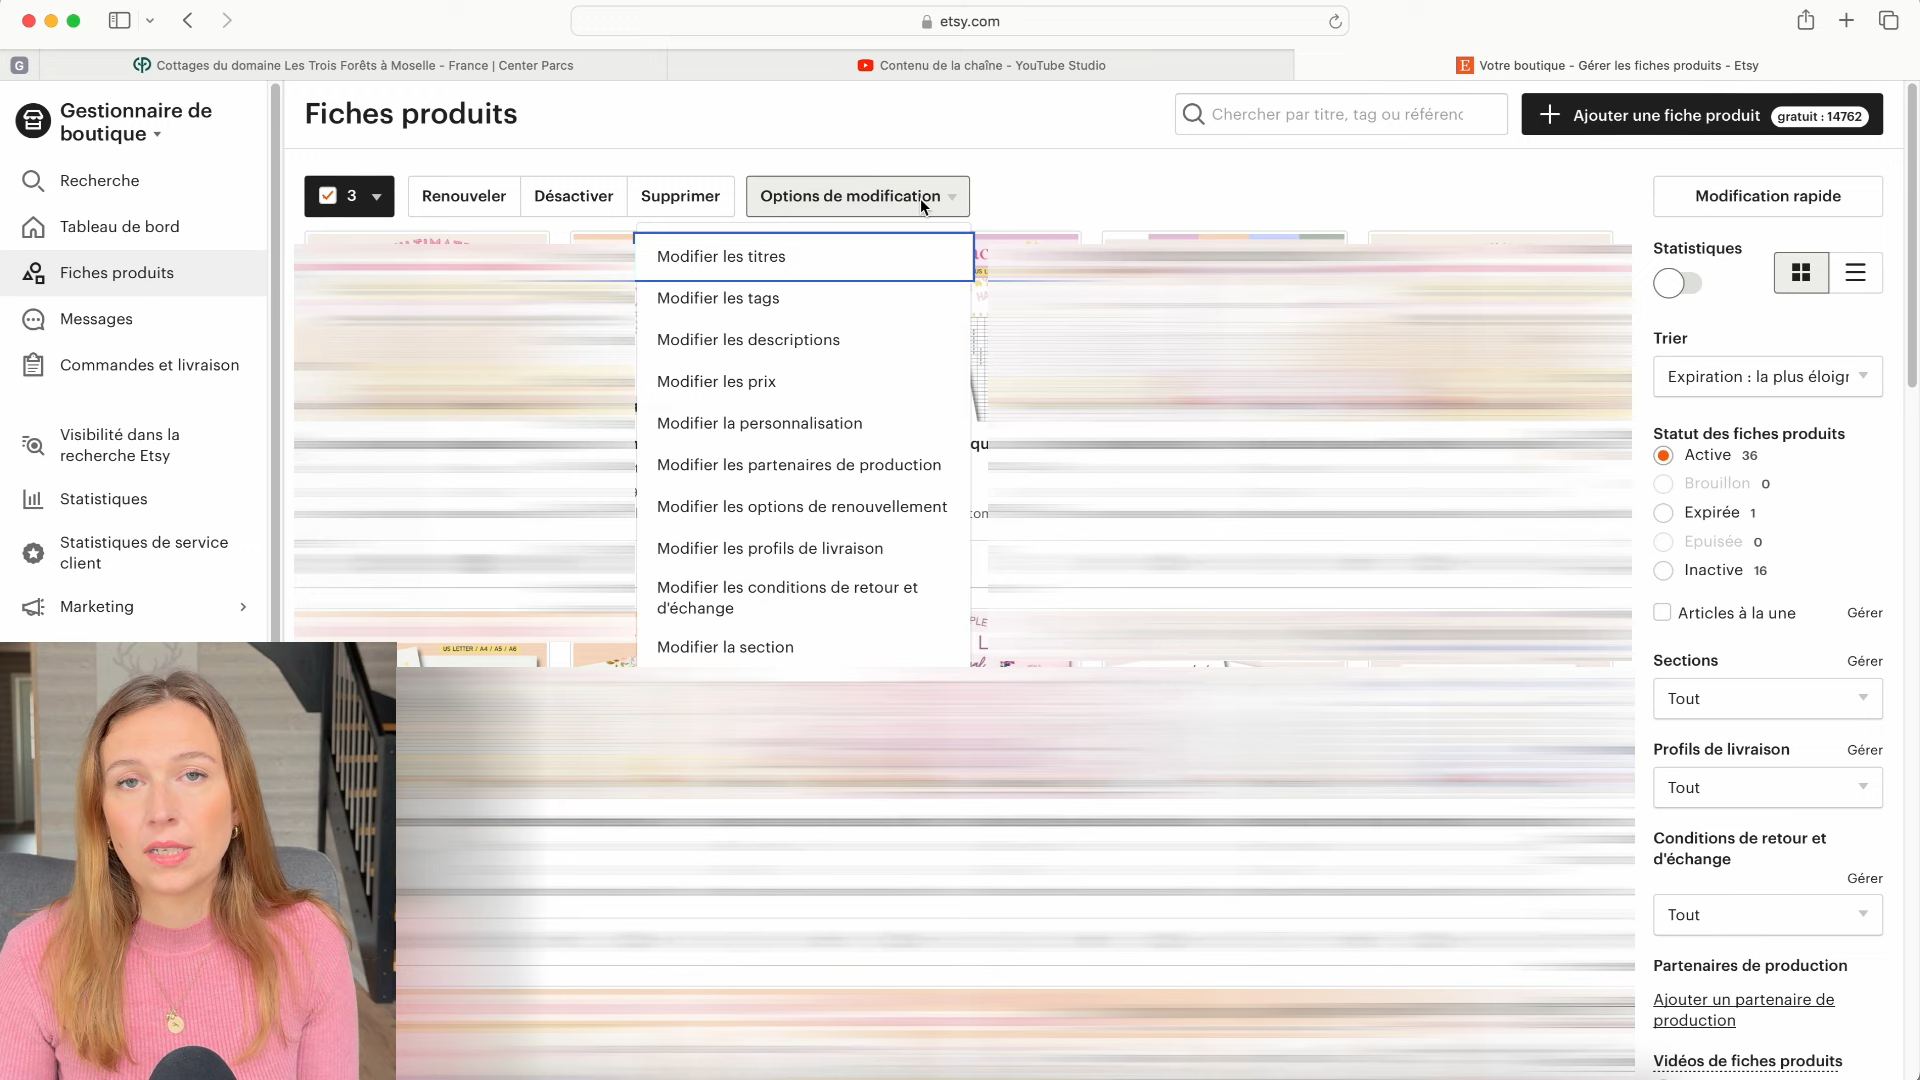 etsy.com
G
Cottages du domaine Les Trois Forêts à Moselle - France | Center Parcs
Contenu de la chaîne - YouTube Studio
E
Votre boutique - Gérer les fiches produits - Etsy
Gestionnaire de
boutique
Recherche
Tableau de bord
Fiches produits
Messages
Commandes et livraison
Visibilité dans la
recherche Etsy
Statistiques
Statistiques de service
client
Marketing
Fiches produits
Chercher par titre, tag ou référenc
Ajouter une fiche produit
gratuit : 14762
3
Renouveler
Désactiver
Supprimer
Options de modification
Modification rapide
Modifier les titres
Modifier les tags
Modifier les descriptions
Modifier les prix
Modifier la personnalisation
Modifier les partenaires de production
Modifier les options de renouvellement
Modifier les profils de livraison
Modifier les conditions de retour et
d'échange
Modifier la section
US LETTER / A4 / A5 / A6
Statistiques
Trier
Expiration : la plus éloigr
Statut des fiches produits
Active 36
Brouillon 0
Expirée 1
Epuisée 0
Inactive 16
Articles à la une Gérer
Sections Gérer
Tout
Profils de livraison Gérer
Tout
Conditions de retour et
d'échange
Gérer
Tout
Partenaires de production
Ajouter un partenaire de
production
Vidéos de fiches produits